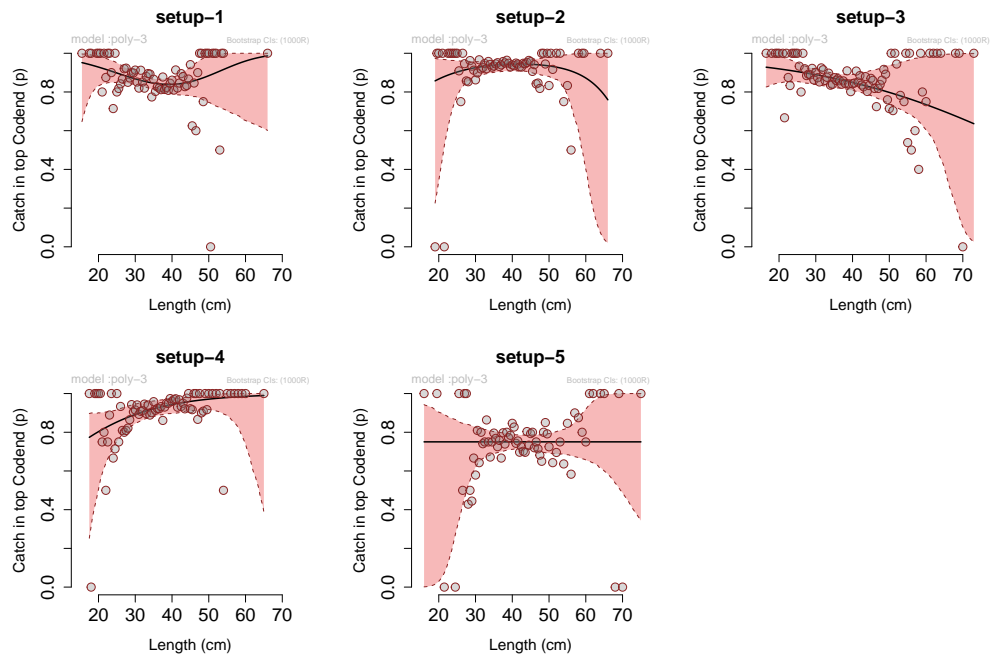 setup−1
model :poly−3 Bootstrap CIs: (1000R)
Catch in top Codend (p)
0.0 0.4 0.8
20 30 40 50 60 70
Length (cm)
setup−2
model :poly−3 Bootstrap CIs: (1000R)
Catch in top Codend (p)
0.0 0.4 0.8
20 30 40 50 60 70
Length (cm)
setup−3
model :poly−3 Bootstrap CIs: (1000R)
Catch in top Codend (p)
0.0 0.4 0.8
20 30 40 50 60 70
Length (cm)
setup−4
model :poly−3 Bootstrap CIs: (1000R)
Catch in top Codend (p)
0.0 0.4 0.8
20 30 40 50 60 70
Length (cm)
setup−5
model :poly−3 Bootstrap CIs: (1000R)
Catch in top Codend (p)
0.0 0.4 0.8
20 30 40 50 60 70
Length (cm)